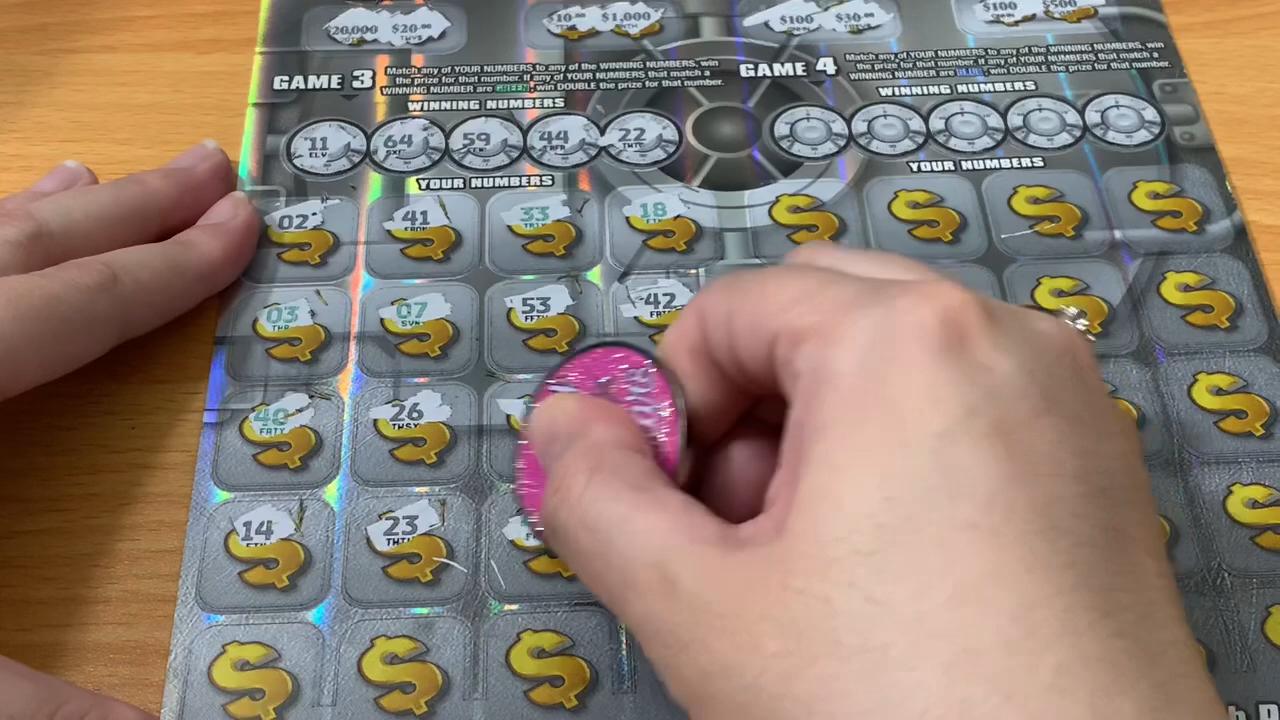 $20,000 $20.00
$10.00 $1,000
$100 $30.00
$100 $500
GAME 3
Match any of YOUR NUMBERS to any of the WINNING NUMBERS, win
the prize for that number. If any of YOUR NUMBERS that match a
WINNING NUMBER are GREEN, win DOUBLE the prize for that number.
WINNING NUMBERS
11 64 59 44 22
YOUR NUMBERS
02 41 33 18
03 07 53 42
THR SVN
40 26
14 23
GAME 4
Match any of YOUR NUMBERS to any of the WINNING NUMBERS, win
the prize for that number. If any of YOUR NUMBERS that match a
WINNING NUMBER are BLUE, win DOUBLE the prize for that number.
WINNING NUMBERS
YOUR NUMBERS